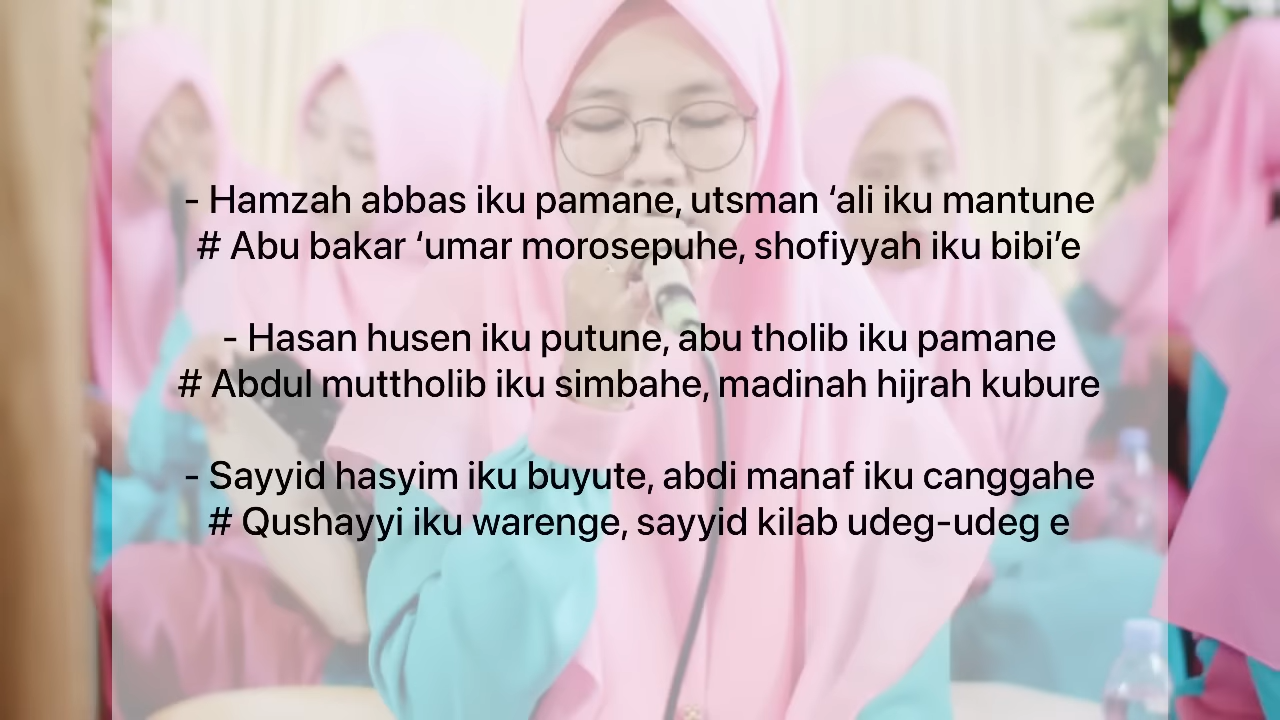 - Hamzah abbas iku pamane, utsman ‘ali iku mantune
# Abu bakar ‘umar morosepuhe, shofiyyah iku bibi’e
- Hasan husen iku putune, abu tholib iku pamane
# Abdul muttholib iku simbahe, madinah hijrah kubure
- Sayyid hasyim iku buyute, abdi manaf iku canggahe
# Qushayyi iku warenge, sayyid kilab udeg-udeg e